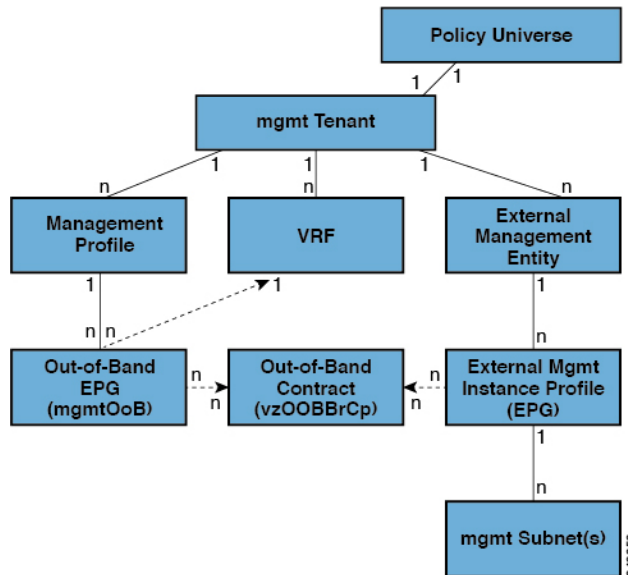 Policy Universe
1
1
mgmt Tenant
1
1
1
n
n
n
Management
Profile
VRF
External
Management
Entity
1
1
1
n
n
n
Out-of-Band
EPG
(mgmtOoB)
Out-of-Band
Contract
(vzOOBBrCp)
External Mgmt
Instance Profile
(EPG)
n
n
n
n
1
n
mgmt Subnet(s)